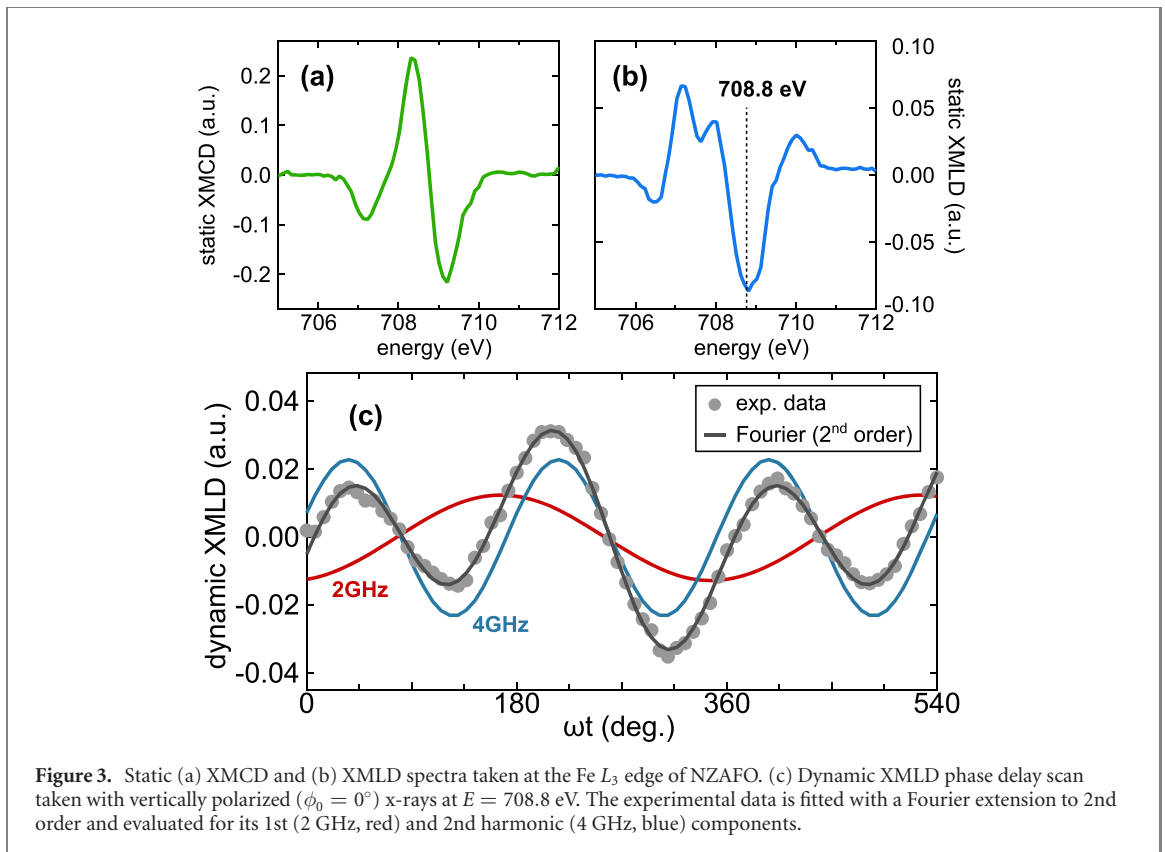 (a)
static XMCD (a.u.)
0.2
0.1
0.0
-0.1
-0.2
706 708 710 712
energy (eV)
(b)
708.8 eV
0.10
0.05
0.00
-0.05
-0.10
static XMLD (a.u.)
706 708 710 712
energy (eV)
(c)
dynamic XMLD (a.u.)
0.04
0.02
0.00
-0.02
-0.04
exp. data
Fourier (2nd order)
2GHz
4GHz
0 180 360 540
ωt (deg.)
Figure 3. Static (a) XMCD and (b) XMLD spectra taken at the Fe L3 edge of NZAFO. (c) Dynamic XMLD phase delay scan
taken with vertically polarized (ϕ0 = 0°) x-rays at E = 708.8 eV. The experimental data is fitted with a Fourier extension to 2nd
order and evaluated for its 1st (2 GHz, red) and 2nd harmonic (4 GHz, blue) components.